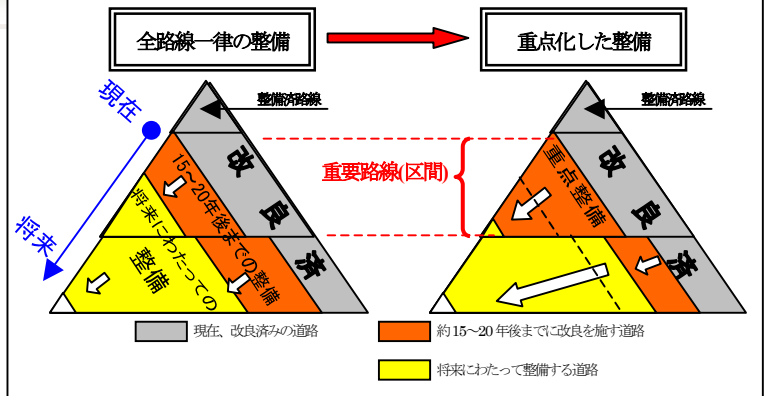 全路線一律の整備
重点化した整備
整備済路線
整備済路線
現在
将来
改良済
15～20年後までの整備
将来にわたっての
整備
重要路線(区間)
改良済
重点整備
現在、改良済みの道路
約15～20年後までに改良を施す道路
将来にわたって整備する道路